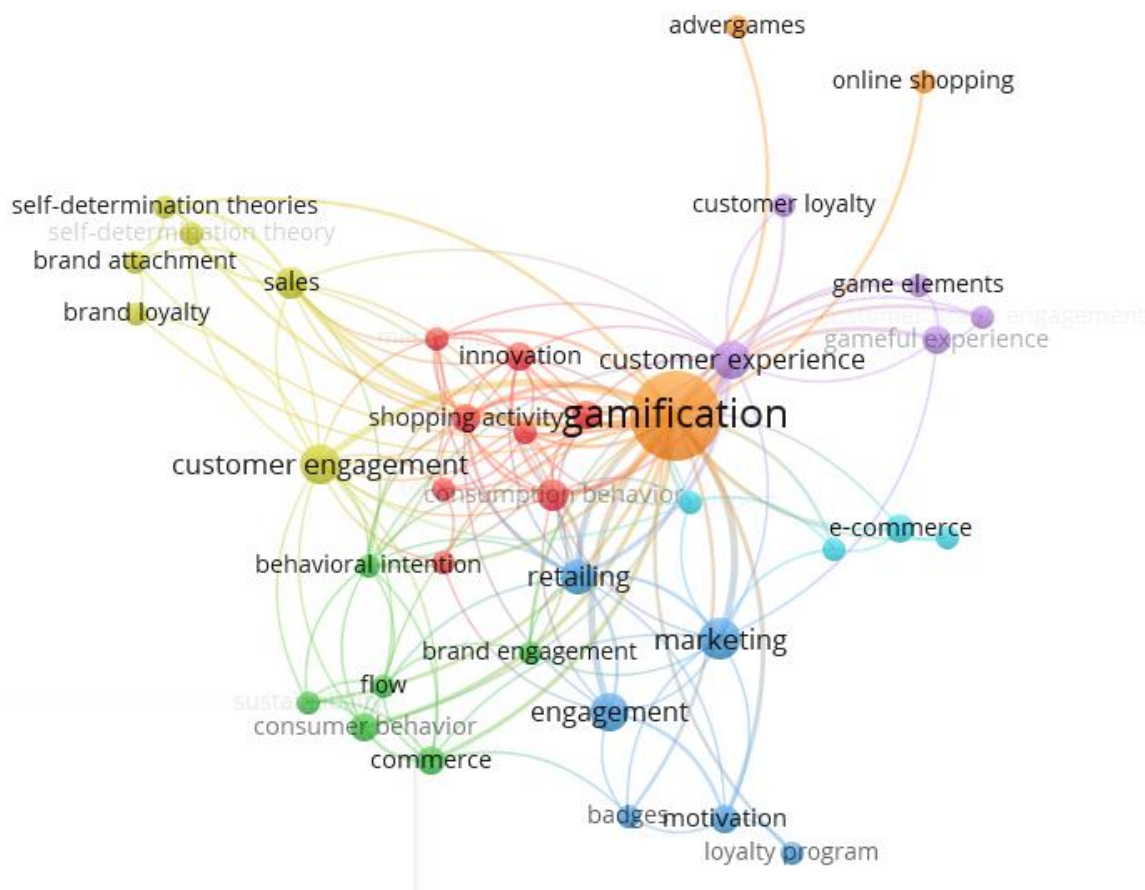 advergames
online shopping
customer loyalty
self-determination theories
self-determination theory
brand attachment
sales
game elements
brand loyalty
customer engagement
gameful experience
innovation
customer experience
shopping activity
gamification
customer engagement
consumption behavior
e-commerce
behavioral intention
retailing
marketing
brand engagement
flow
engagement
consumer behavior
commerce
badges
motivation
loyalty program